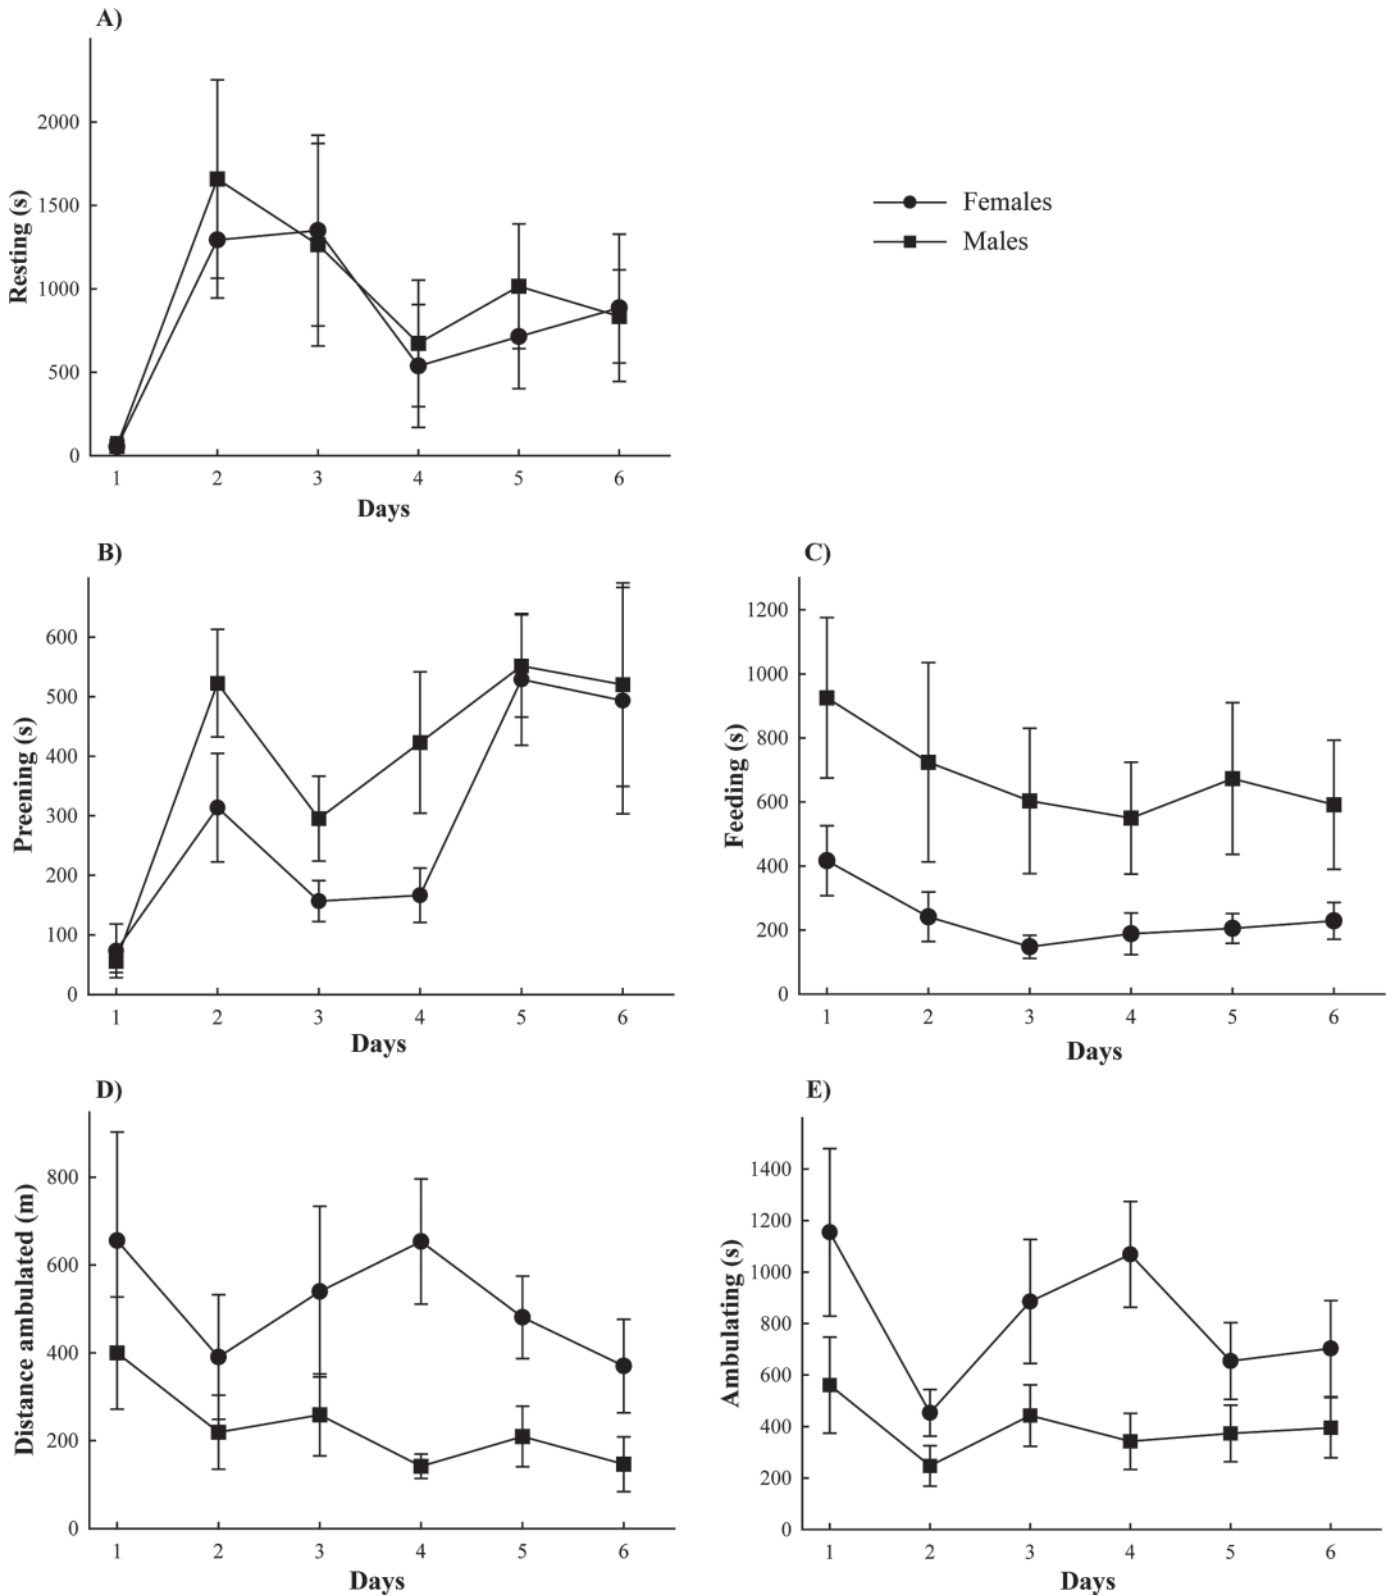 A)
2000
1500
1000
500
0
Resting (s)
1 2 3 4 5 6
Days
Females
Males
B)
600
500
400
300
200
100
0
Preening (s)
1 2 3 4 5 6
Days
C)
1200
1000
800
600
400
200
0
Feeding (s)
1 2 3 4 5 6
Days
D)
800
600
400
200
0
Distance ambulated (m)
1 2 3 4 5 6
Days
E)
1400
1200
1000
800
600
400
200
0
Ambulating (s)
1 2 3 4 5 6
Days